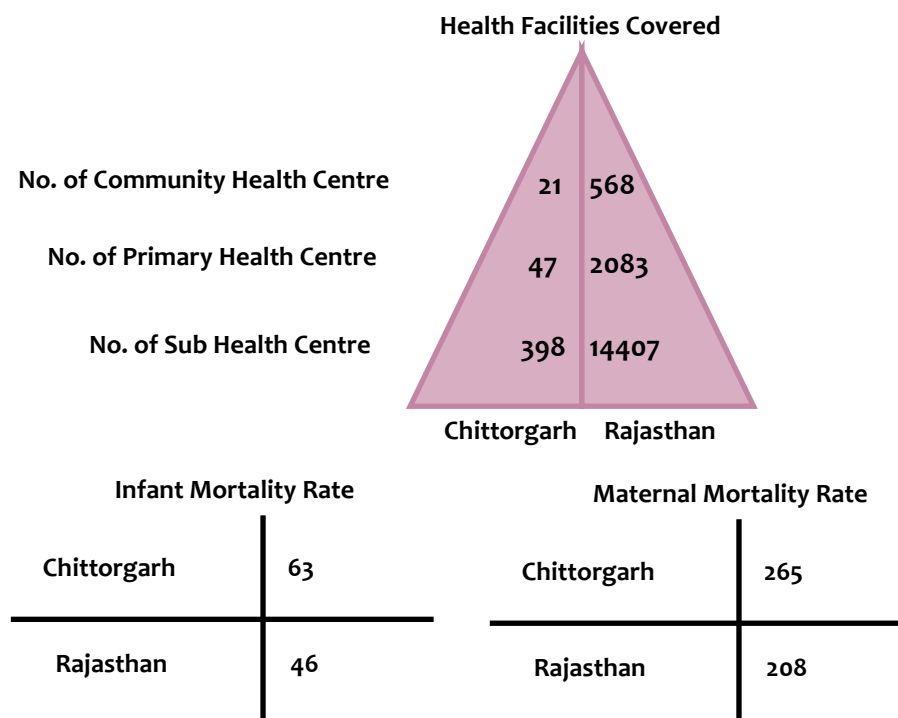 Health Facilities Covered
No. of Community Health Centre 21 568
No. of Primary Health Centre 47 2083
No. of Sub Health Centre 398 14407
Chittorgarh Rajasthan
Infant Mortality Rate
Chittorgarh 63
Rajasthan 46
Maternal Mortality Rate
Chittorgarh 265
Rajasthan 208